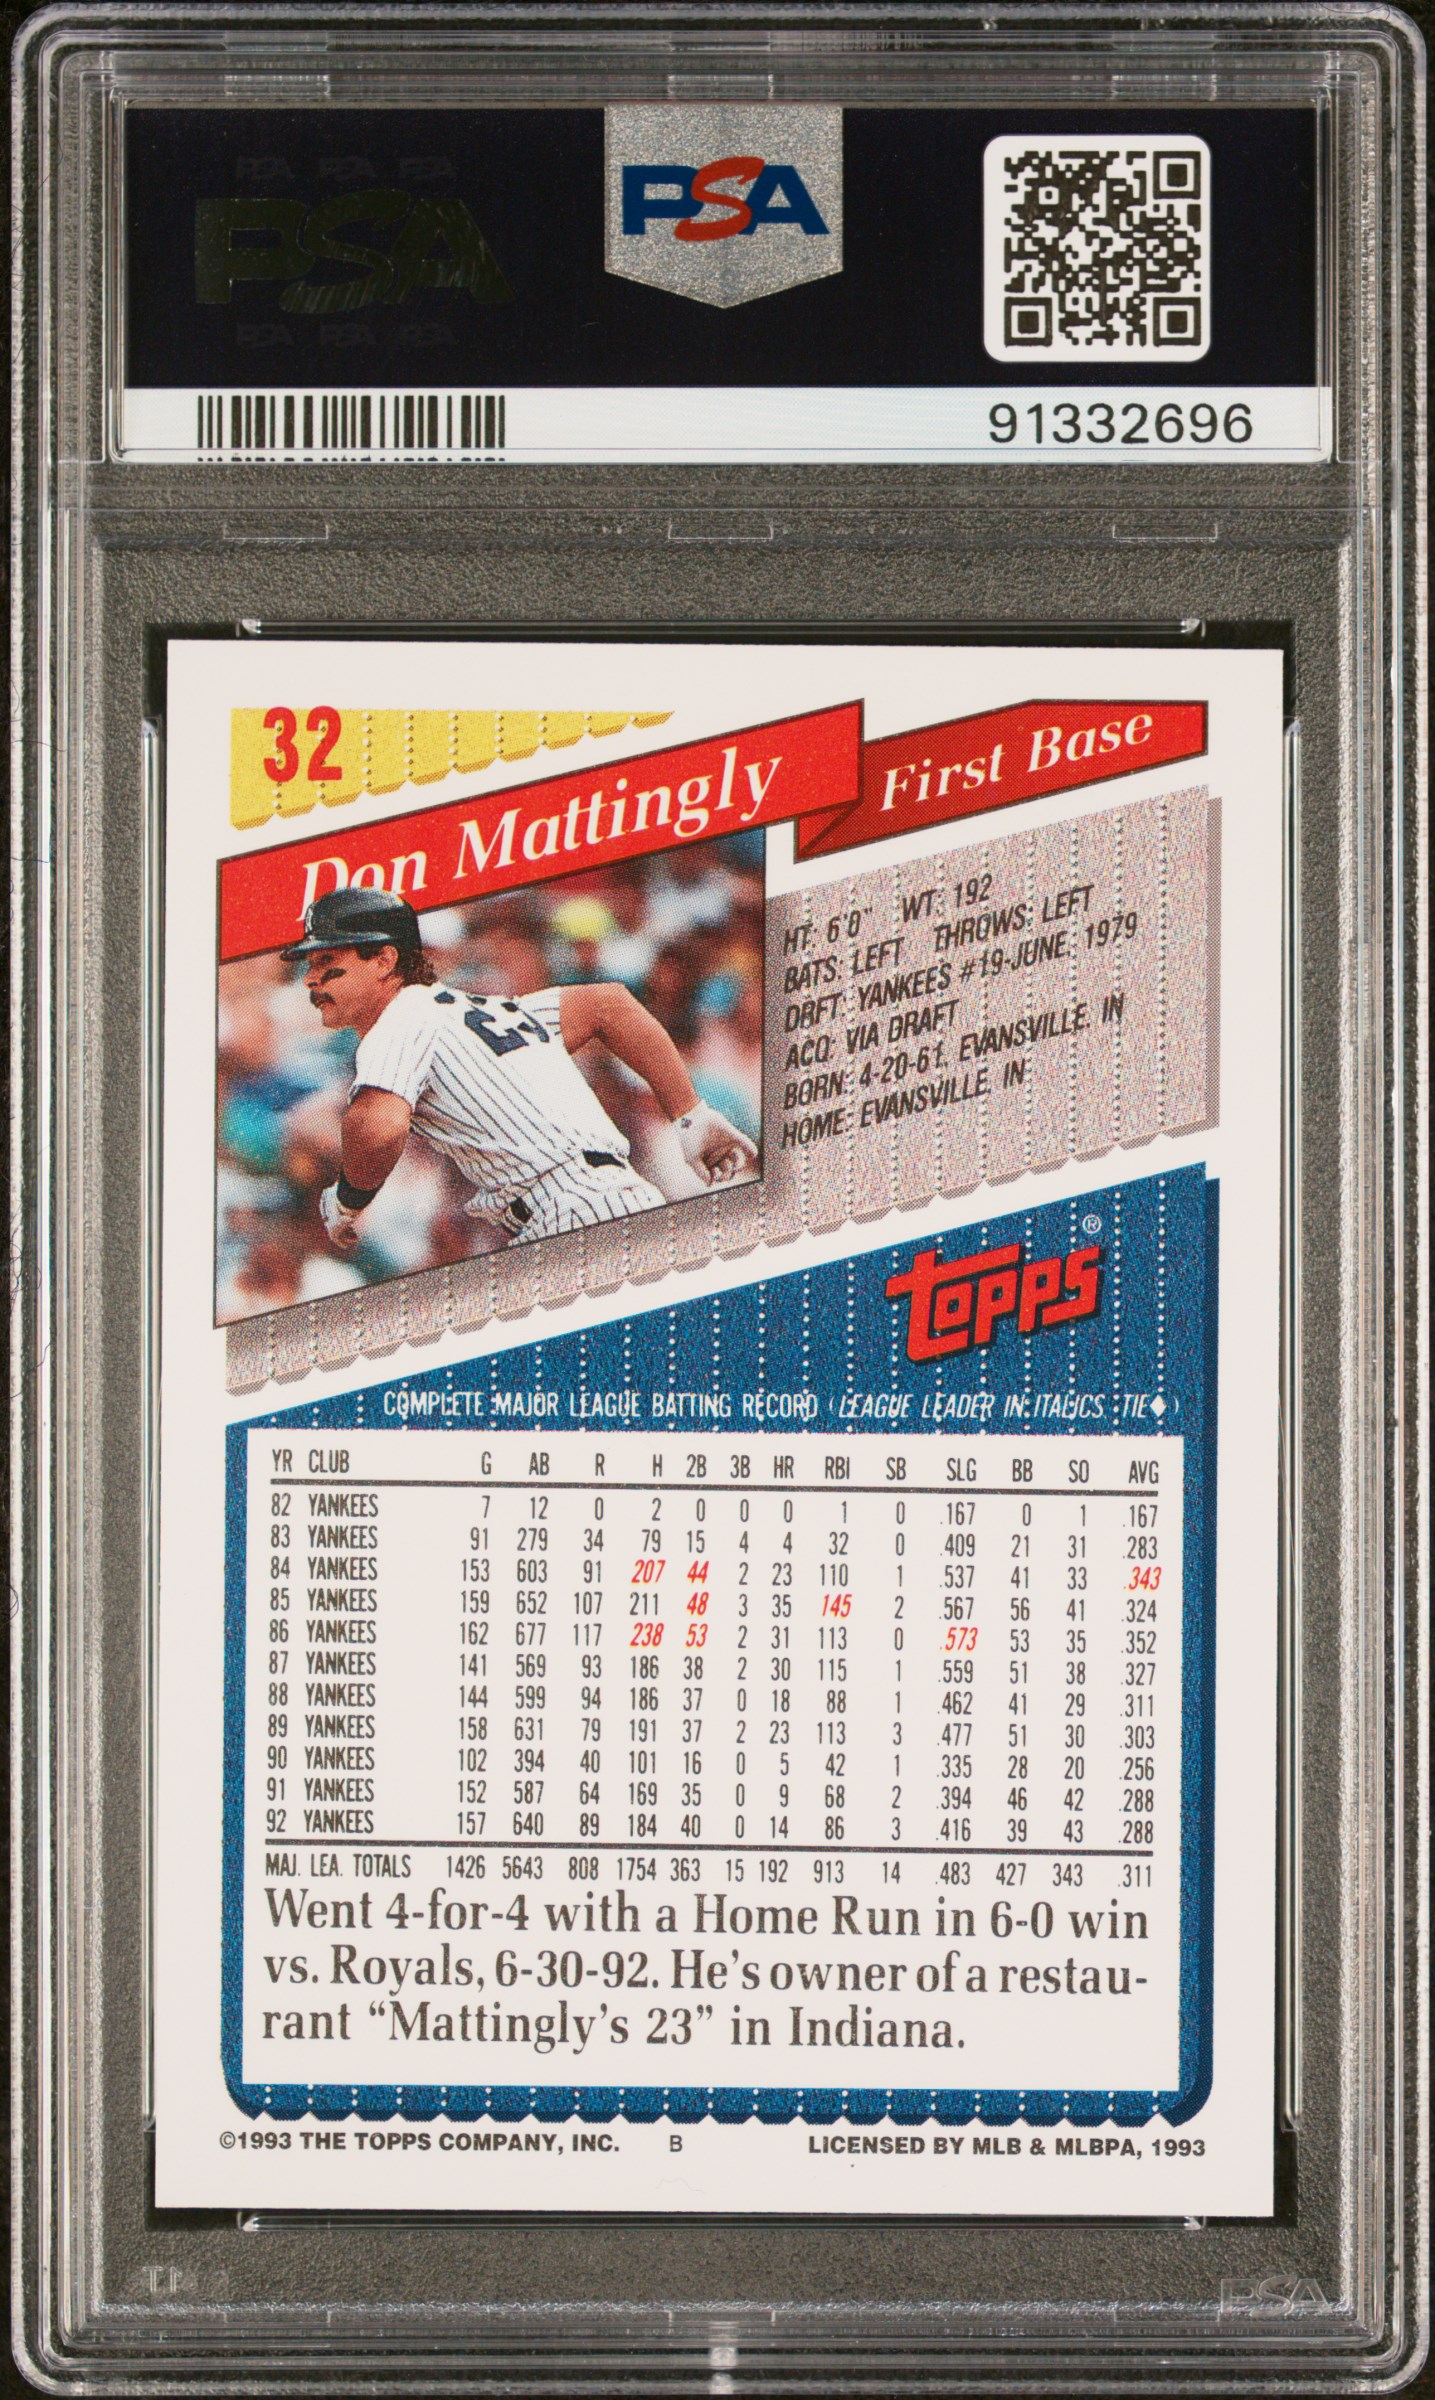 PSA PSA PSA
PSA
PSA PSA PSA
PSA
91332696
32
Don Mattingly
First Base
HT: 6'0" WT: 192
BATS: LEFT THROWS: LEFT
DRFT: YANKEES #19-JUNE, 1979
ACQ: VIA DRAFT
BORN: 4-20-61, EVANSVILLE, IN
HOME: EVANSVILLE, IN
23
TOPPS ®
COMPLETE MAJOR LEAGUE BATTING RECORD (LEAGUE LEADER IN ITALICS TIE◆)
YR CLUB G AB R H 2B 3B HR RBI SB SLG BB SO AVG
82 YANKEES 7 12 0 2 0 0 0 1 0 .167 0 1 .167
83 YANKEES 91 279 34 79 15 4 4 32 0 .409 21 31 .283
84 YANKEES 153 603 91 207 44 2 23 110 1 .537 41 33 .343
85 YANKEES 159 652 107 211 48 3 35 145 2 .567 56 41 .324
86 YANKEES 162 677 117 238 53 2 31 113 0 .573 53 35 .352
87 YANKEES 141 569 93 186 38 2 30 115 1 .559 51 38 .327
88 YANKEES 144 599 94 186 37 0 18 88 1 .462 41 29 .311
89 YANKEES 158 631 79 191 37 2 23 113 3 .477 51 30 .303
90 YANKEES 102 394 40 101 16 0 5 42 1 .335 28 20 .256
91 YANKEES 152 587 64 169 35 0 9 68 2 .394 46 42 .288
92 YANKEES 157 640 89 184 40 0 14 86 3 .416 39 43 .288
MAJ. LEA. TOTALS 1426 5643 808 1754 363 15 192 913 14 .483 427 343 .311
Went 4-for-4 with a Home Run in 6-0 win
vs. Royals, 6-30-92. He's owner of a restau-
rant “Mattingly's 23” in Indiana.
©1993 THE TOPPS COMPANY, INC. B LICENSED BY MLB & MLBPA, 1993
PSA